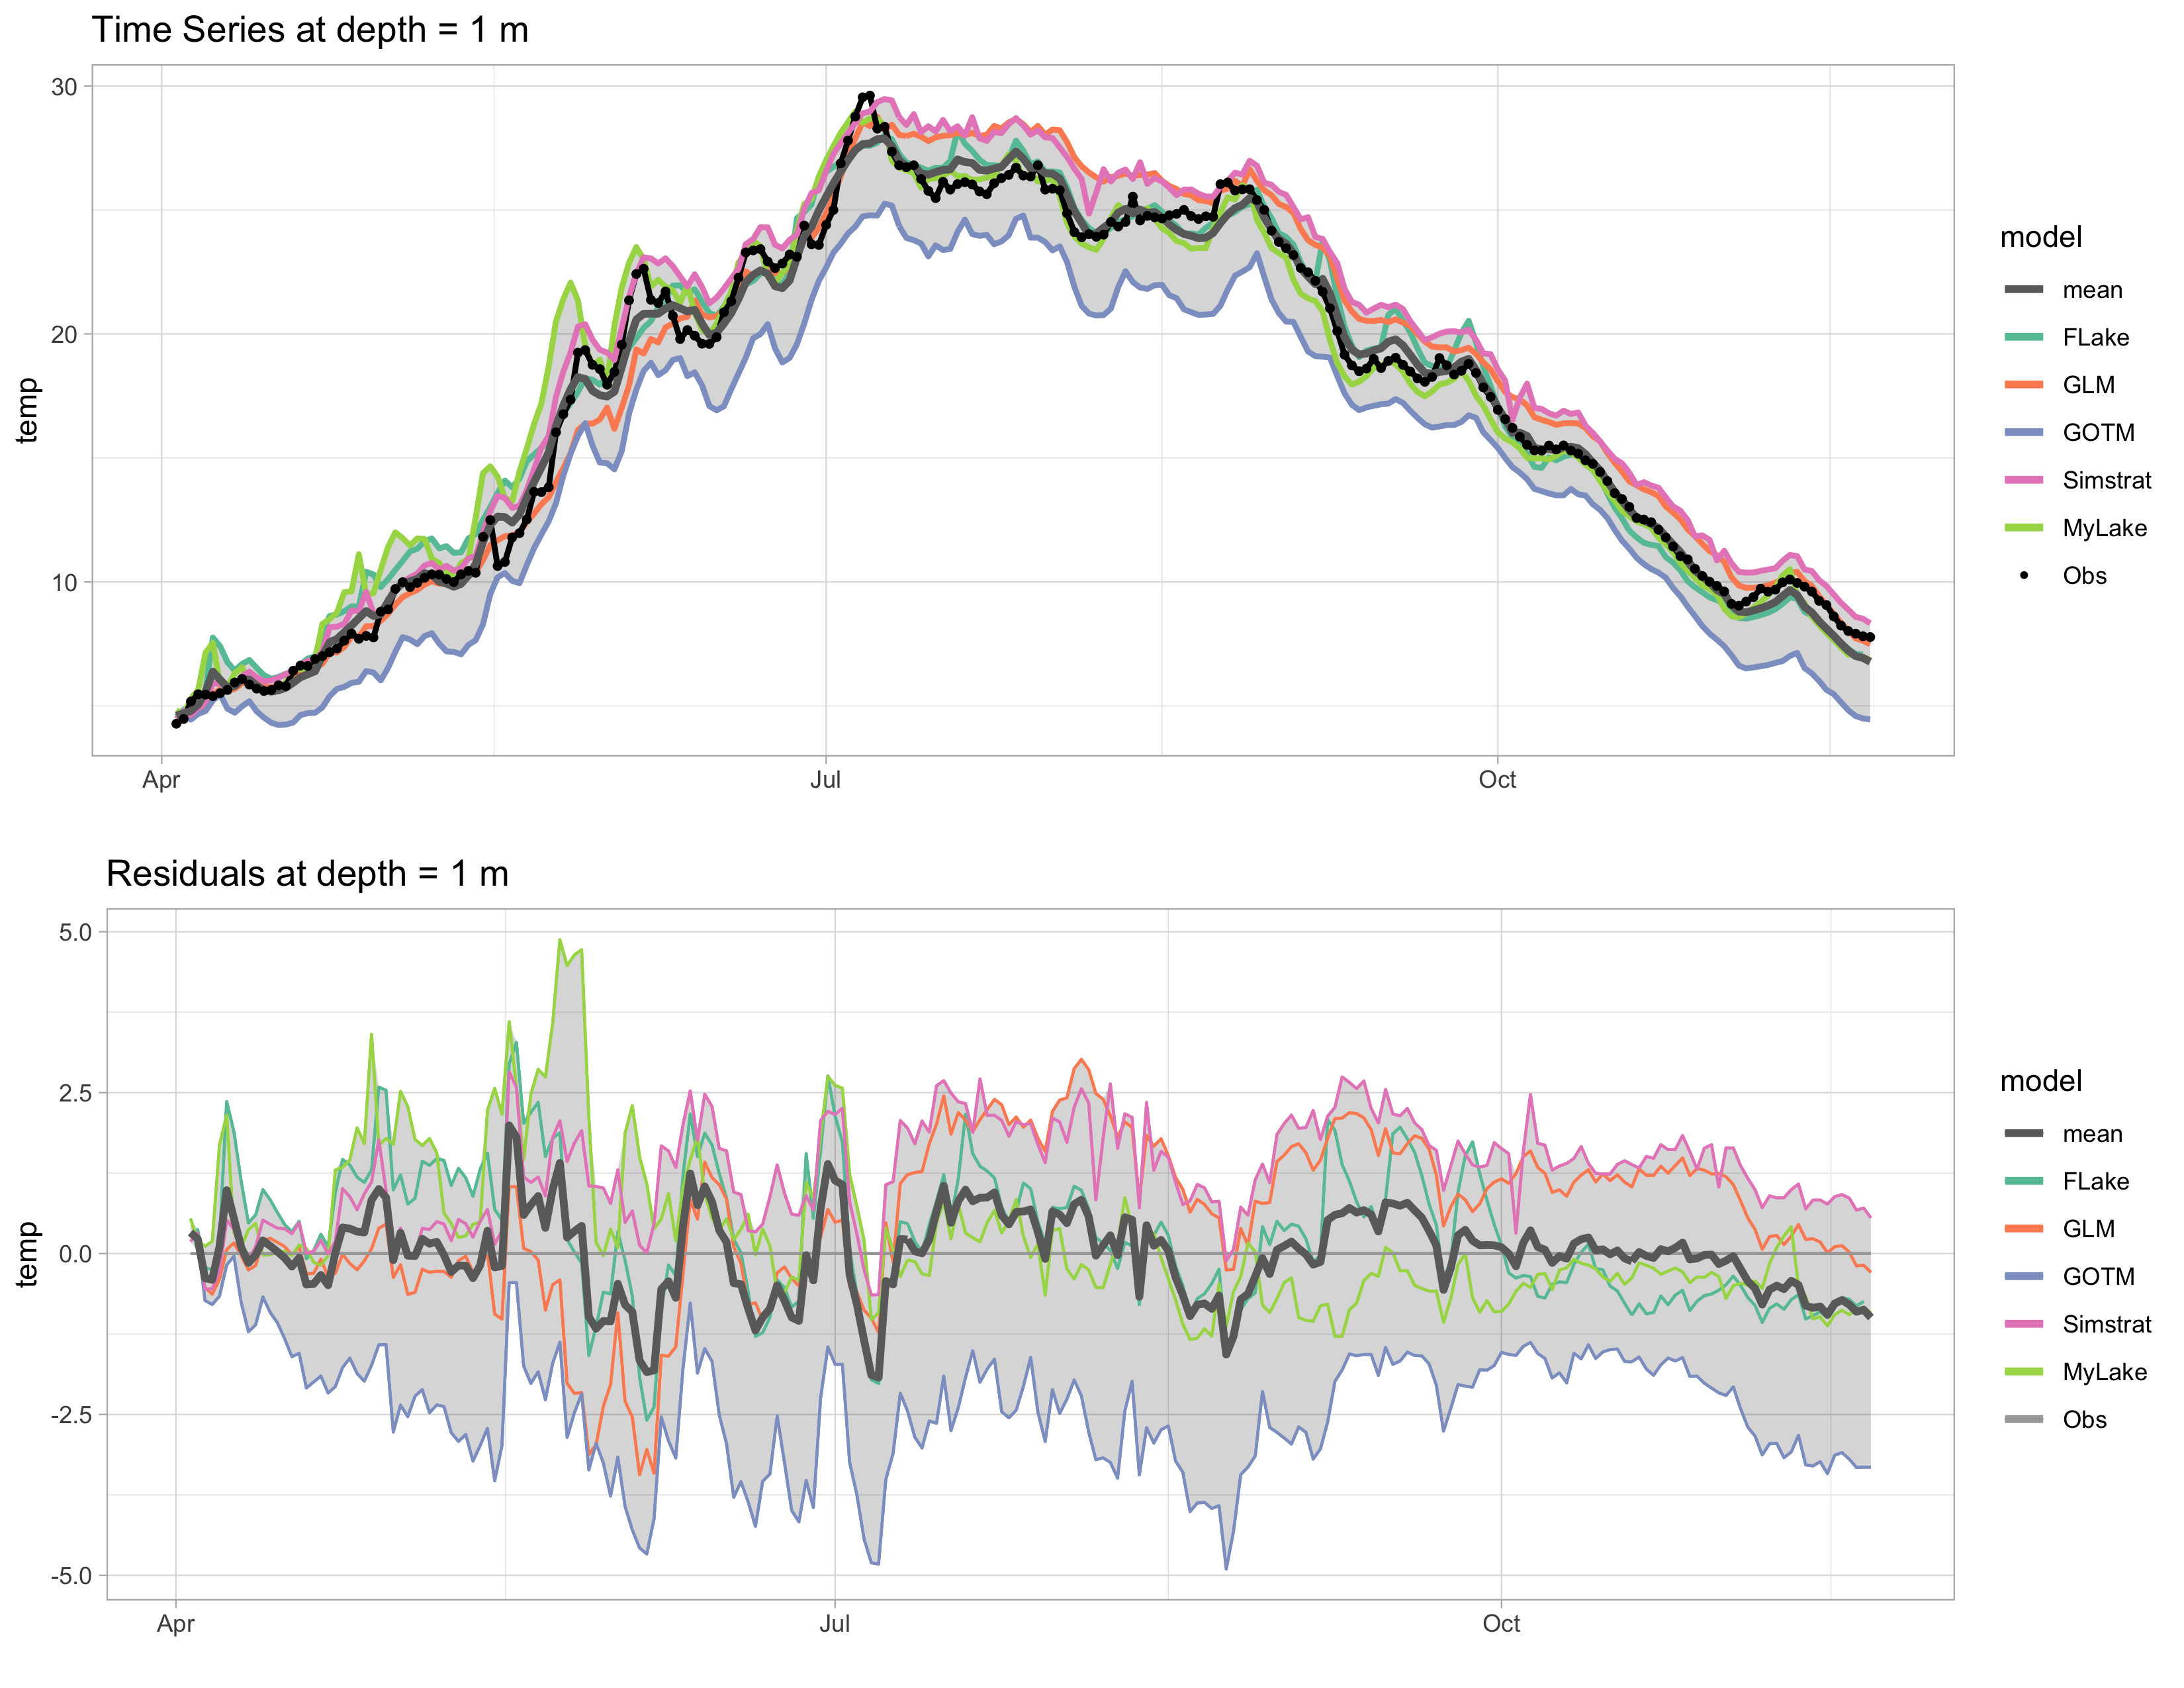 Time Series at depth = 1 m
30
20
10
temp
Apr
Jul
Oct
model
mean
FLake
GLM
GOTM
Simstrat
MyLake
Obs
Residuals at depth = 1 m
5.0
2.5
0.0
-2.5
-5.0
temp
Apr
Jul
Oct
model
mean
FLake
GLM
GOTM
Simstrat
MyLake
Obs